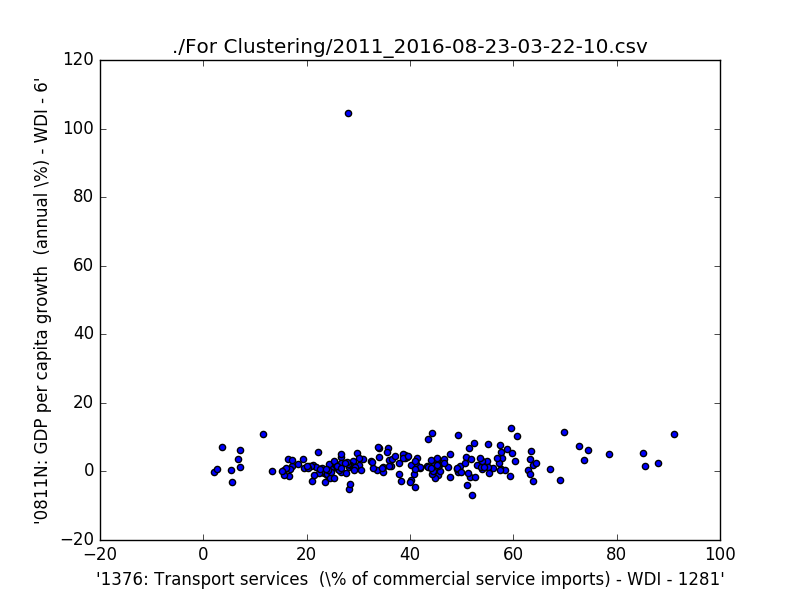 ./For Clustering/2011_2016-08-23-03-22-10.csv
120
100
80
60
40
20
0
−20
−20 0 20 40 60 80 100
'0811N: GDP per capita growth (annual \%) - WDI - 6'
'1376: Transport services (\% of commercial service imports) - WDI - 1281'